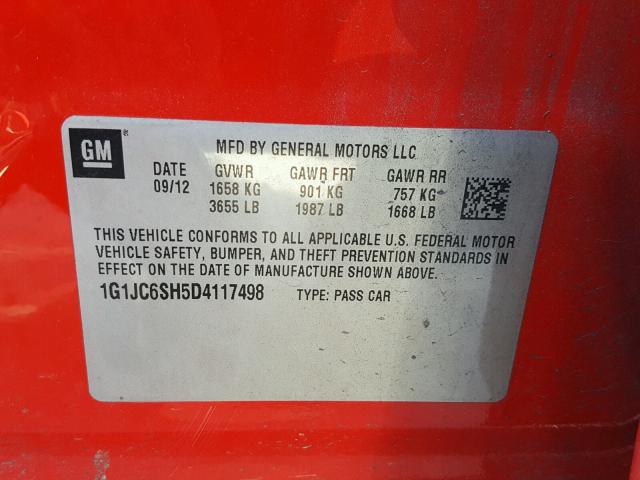 GM ®
MFD BY GENERAL MOTORS LLC
DATE GVWR GAWR FRT GAWR RR
09/12 1658 KG 901 KG 757 KG
3655 LB 1987 LB 1668 LB
THIS VEHICLE CONFORMS TO ALL APPLICABLE U.S. FEDERAL MOTOR
VEHICLE SAFETY, BUMPER, AND THEFT PREVENTION STANDARDS IN
EFFECT ON THE DATE OF MANUFACTURE SHOWN ABOVE.
1G1JC6SH5D4117498 TYPE: PASS CAR